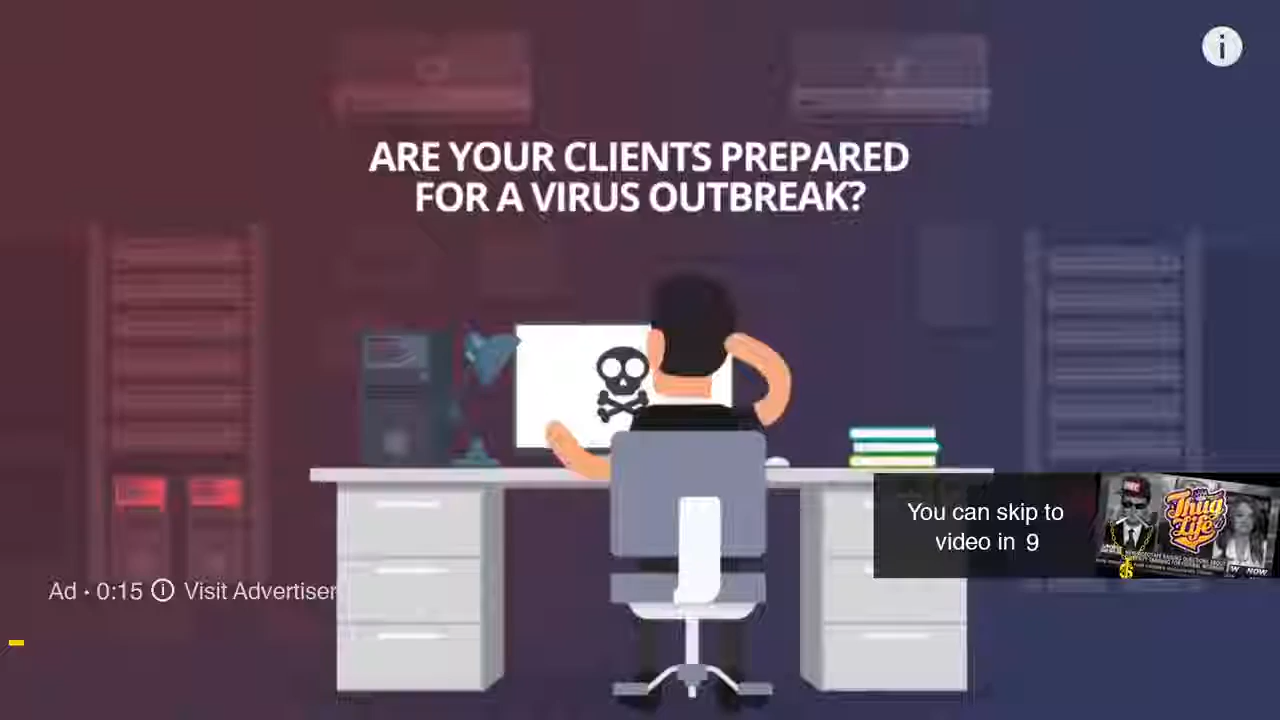 ARE YOUR CLIENTS PREPARED
FOR A VIRUS OUTBREAK?
You can skip to
video in 9
Thug
Life
NOW
Ad • 0:15 i Visit Advertiser